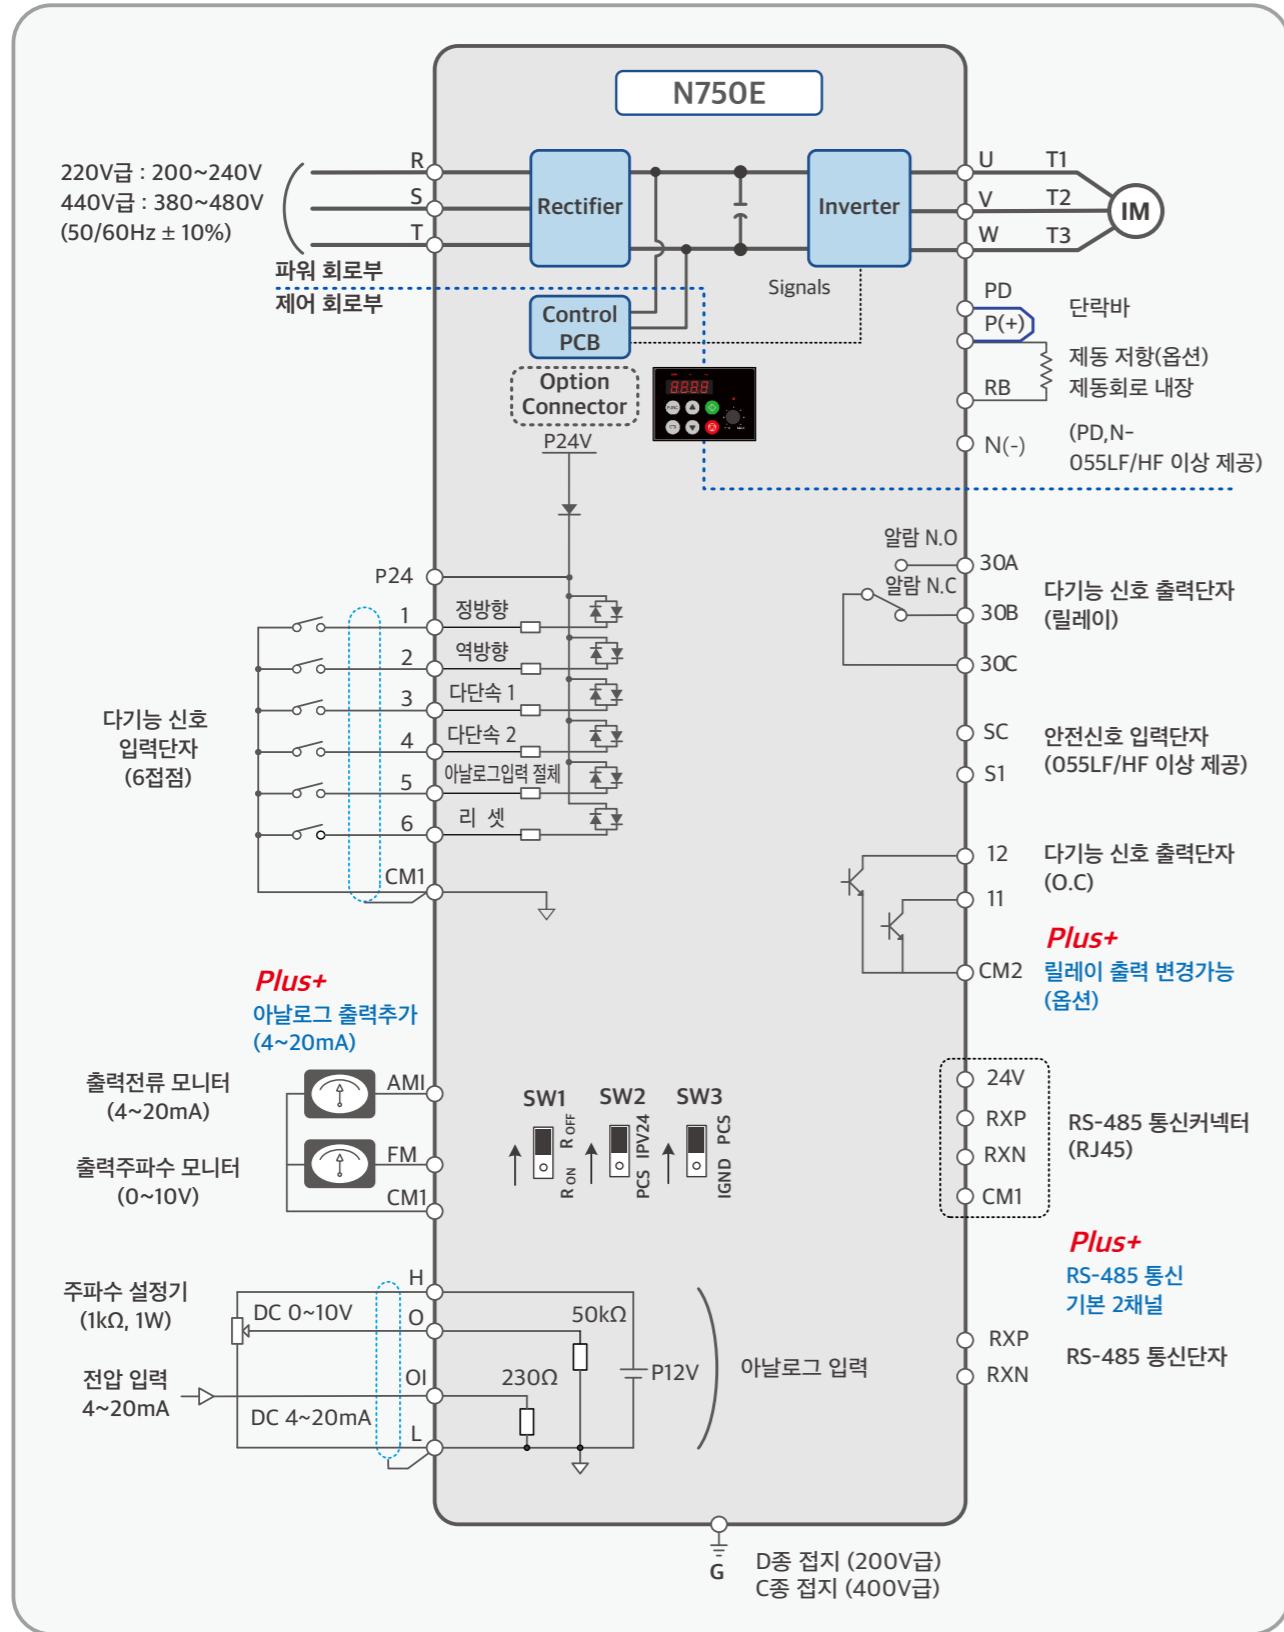 N750E
220V급 : 200~240V
440V급 : 380~480V
(50/60Hz ± 10%)
R
S
T
Rectifier
Inverter
U
V
W
T1
T2
T3
IM
파워 회로부
제어 회로부
Signals
Control
PCB
Option
Connector
PD
P(+)
RB
N(-)
단락바
제동 저항(옵션)
제동회로 내장
(PD,N-
055LF/HF 이상 제공)
8888
P24V
P24
1
정방향
2
역방향
3
다단속 1
4
다단속 2
5
아날로그입력 절체
6
리 셋
CM1
다기능 신호
입력단자
(6접점)
알람 N.O
30A
알람 N.C
30B
30C
다기능 신호 출력단자
(릴레이)
SC
S1
안전신호 입력단자
(055LF/HF 이상 제공)
12
11
CM2
다기능 신호 출력단자
(O.C)
Plus+
릴레이 출력 변경가능
(옵션)
Plus+
아날로그 출력추가
(4~20mA)
출력전류 모니터
(4~20mA)
AMI
출력주파수 모니터
(0~10V)
FM
CM1
SW1
SW2
SW3
R ON
R OFF
PCS
IPV24
IGND
PCS
24V
RXP
RXN
CM1
RS-485 통신커넥터
(RJ45)
Plus+
RS-485 통신
기본 2채널
RXP
RXN
RS-485 통신단자
주파수 설정기
(1kΩ, 1W)
전압 입력
4~20mA
H
DC 0~10V
O
OI
DC 4~20mA
L
50kΩ
230Ω
P12V
아날로그 입력
G
D종 접지 (200V급)
C종 접지 (400V급)